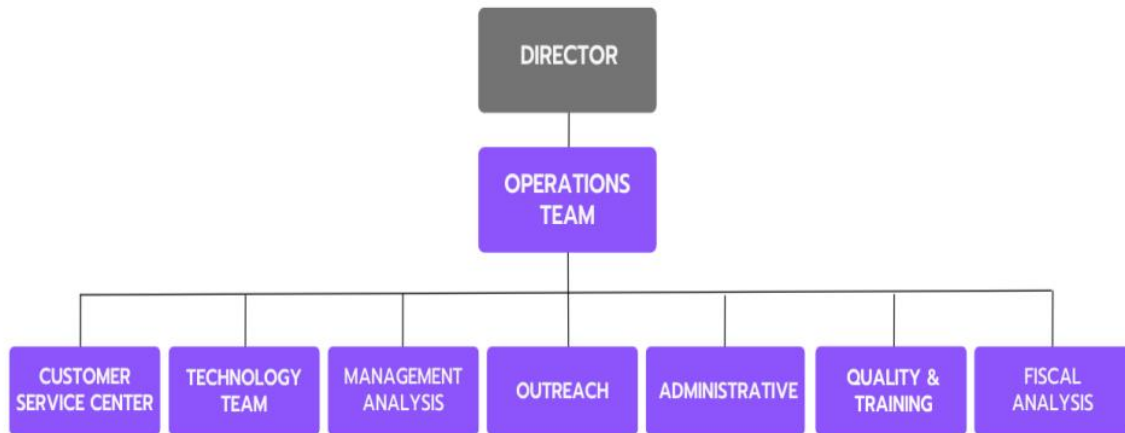 DIRECTOR
OPERATIONS
TEAM
CUSTOMER
SERVICE CENTER
TECHNOLOGY
TEAM
MANAGEMENT
ANALYSIS
OUTREACH
ADMINISTRATIVE
QUALITY &
TRAINING
FISCAL
ANALYSIS